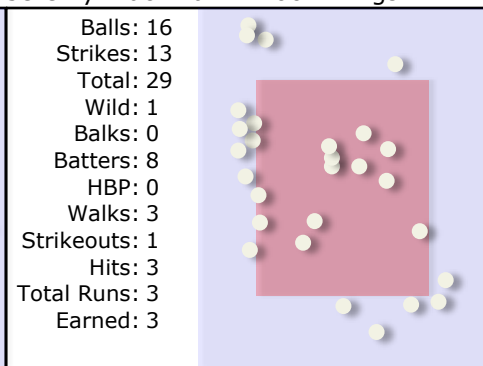 Balls: 16
Strikes: 13
Total: 29
Wild: 1
Balks: 0
Batters: 8
HBP: 0
Walks: 3
Strikeouts: 1
Hits: 3
Total Runs: 3
Earned: 3